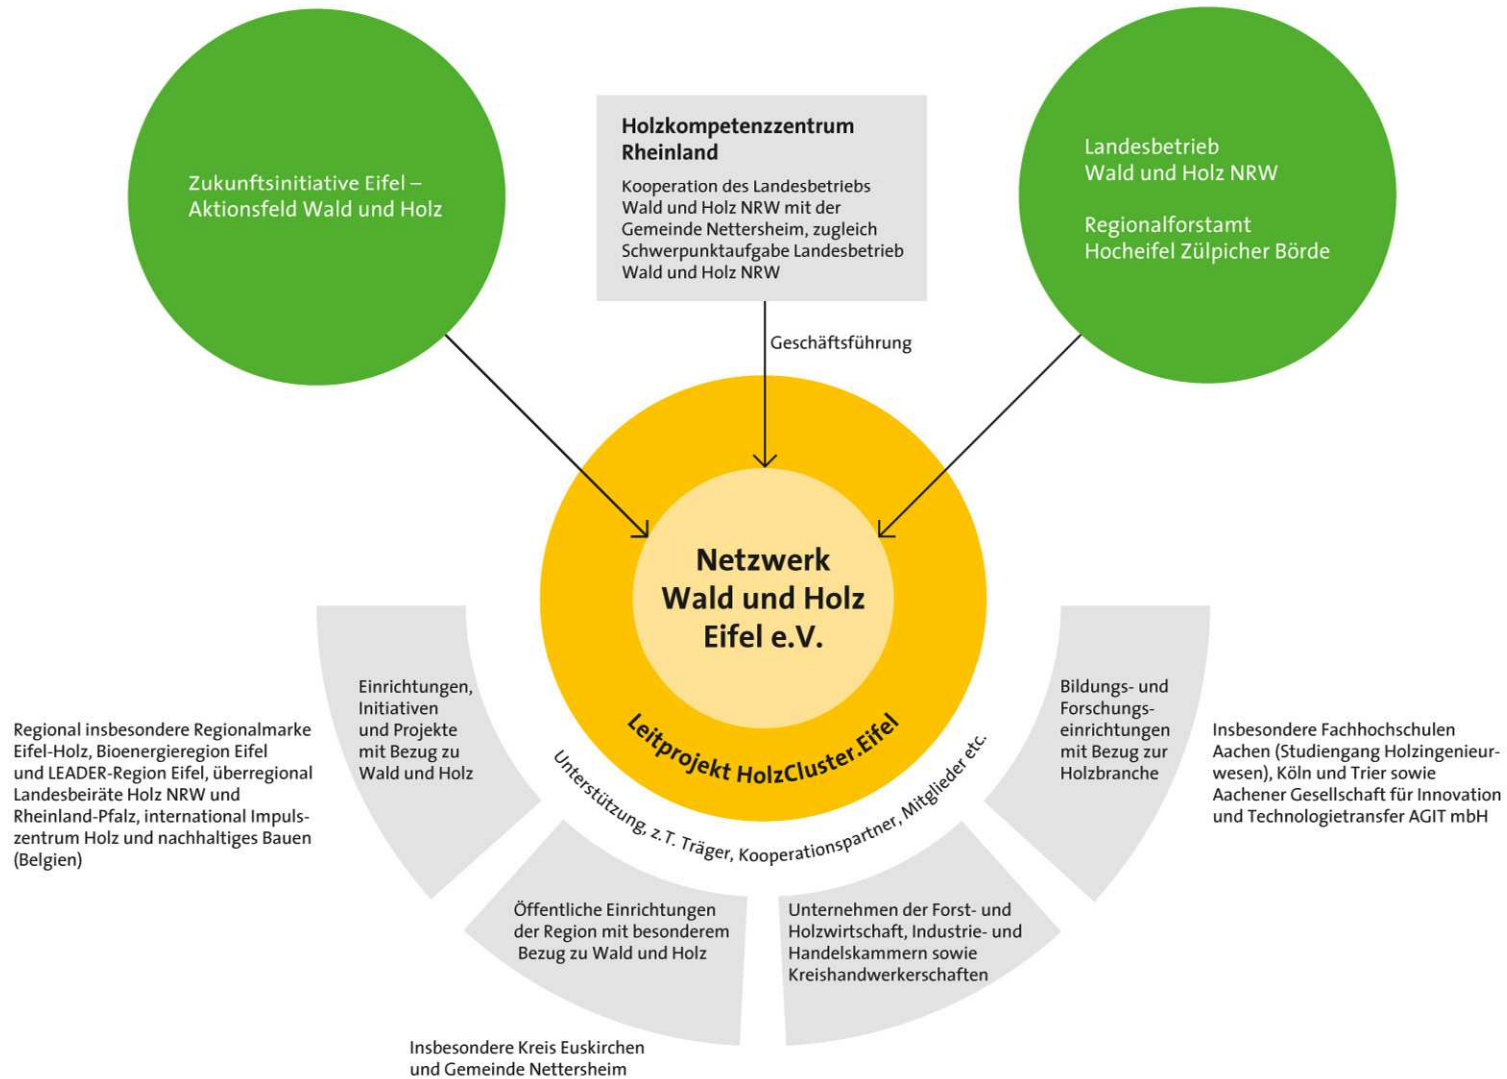 Zukunftsinitiative Eifel –
Aktionsfeld Wald und Holz
Holzkompetenzzentrum
Rheinland
Kooperation des Landesbetriebs
Wald und Holz NRW mit der
Gemeinde Nettersheim, zugleich
Schwerpunktaufgabe Landesbetrieb
Wald und Holz NRW
Landesbetrieb
Wald und Holz NRW
Regionalforstamt
Hocheifel Zülpicher Börde
Geschäftsführung
Netzwerk
Wald und Holz
Eifel e.V.
Leitprojekt HolzCluster.Eifel
Unterstützung, z.T. Träger, Kooperationspartner, Mitglieder etc.
Einrichtungen,
Initiativen
und Projekte
mit Bezug zu
Wald und Holz
Regional insbesondere Regionalmarke
Eifel-Holz, Bioenergieregion Eifel
und LEADER-Region Eifel, überregional
Landesbeiräte Holz NRW und
Rheinland-Pfalz, international Impuls-
zentrum Holz und nachhaltiges Bauen
(Belgien)
Öffentliche Einrichtungen
der Region mit besonderem
Bezug zu Wald und Holz
Insbesondere Kreis Euskirchen
und Gemeinde Nettersheim
Unternehmen der Forst- und
Holzwirtschaft, Industrie- und
Handelskammern sowie
Kreishandwerkerschaften
Bildungs- und
Forschungs-
einrichtungen
mit Bezug zur
Holzbranche
Insbesondere Fachhochschulen
Aachen (Studiengang Holzingenieur-
wesen), Köln und Trier sowie
Aachener Gesellschaft für Innovation
und Technologietransfer AGIT mbH